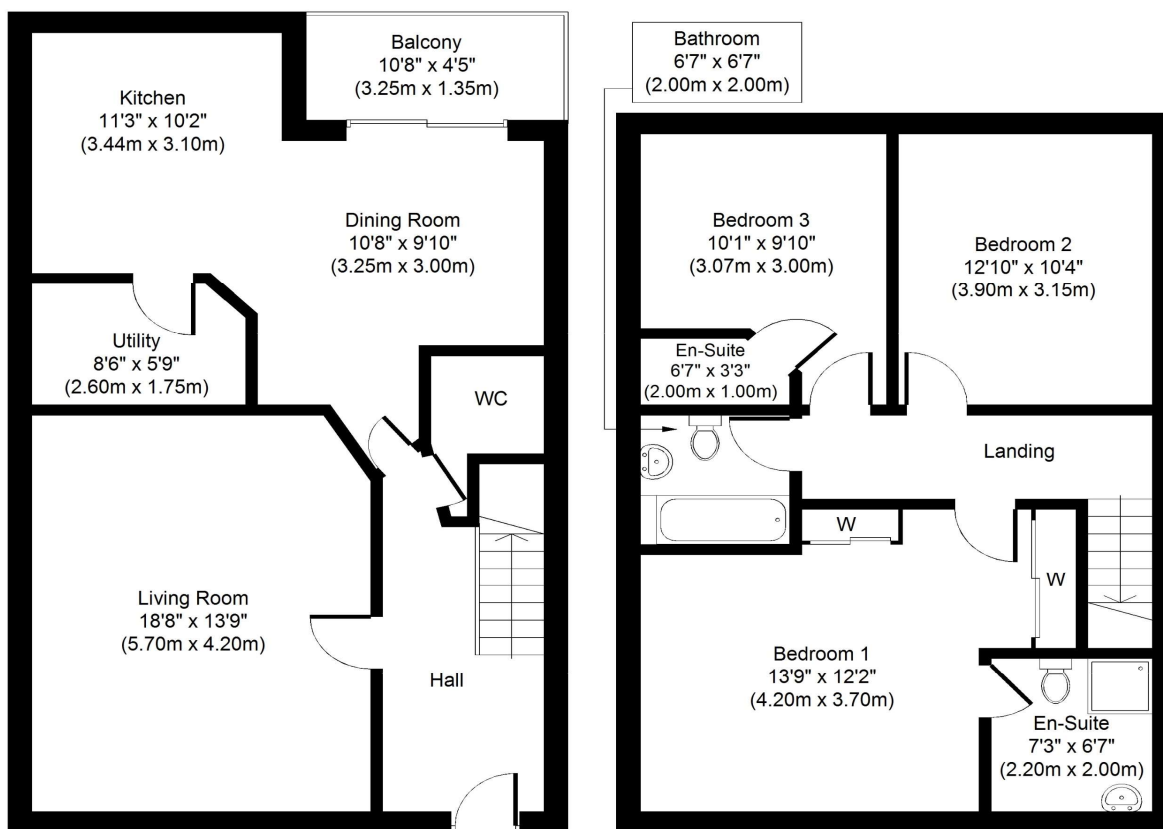 Balcony
10'8" x 4'5"
(3.25m x 1.35m)
Kitchen
11'3" x 10'2"
(3.44m x 3.10m)
Dining Room
10'8" x 9'10"
(3.25m x 3.00m)
Utility
8'6" x 5'9"
(2.60m x 1.75m)
WC
Living Room
18'8" x 13'9"
(5.70m x 4.20m)
Hall
Bathroom
6'7" x 6'7"
(2.00m x 2.00m)
Bedroom 3
10'1" x 9'10"
(3.07m x 3.00m)
Bedroom 2
12'10" x 10'4"
(3.90m x 3.15m)
En-Suite
6'7" x 3'3"
(2.00m x 1.00m)
Landing
W
W
Bedroom 1
13'9" x 12'2"
(4.20m x 3.70m)
En-Suite
7'3" x 6'7"
(2.20m x 2.00m)